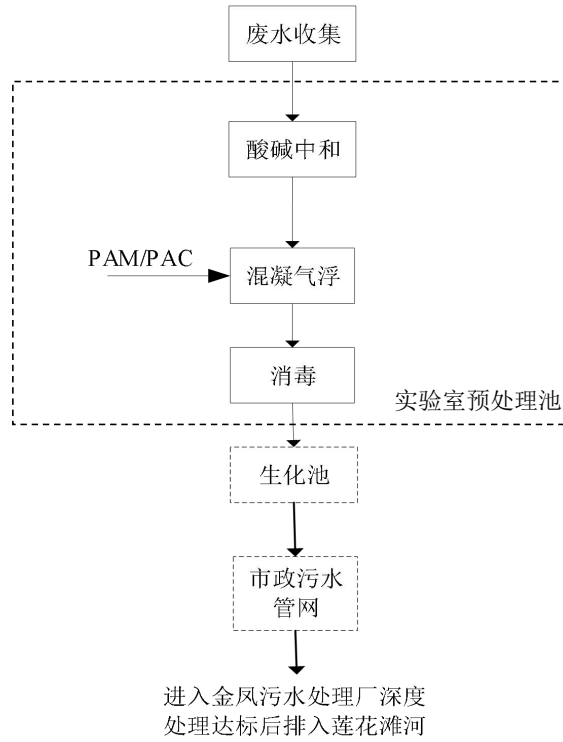 废水收集
酸碱中和
PAM/PAC
混凝气浮
消毒
实验室预处理池
生化池
市政污水
管网
进入金凤污水处理厂深度
处理达标后排入莲花滩河